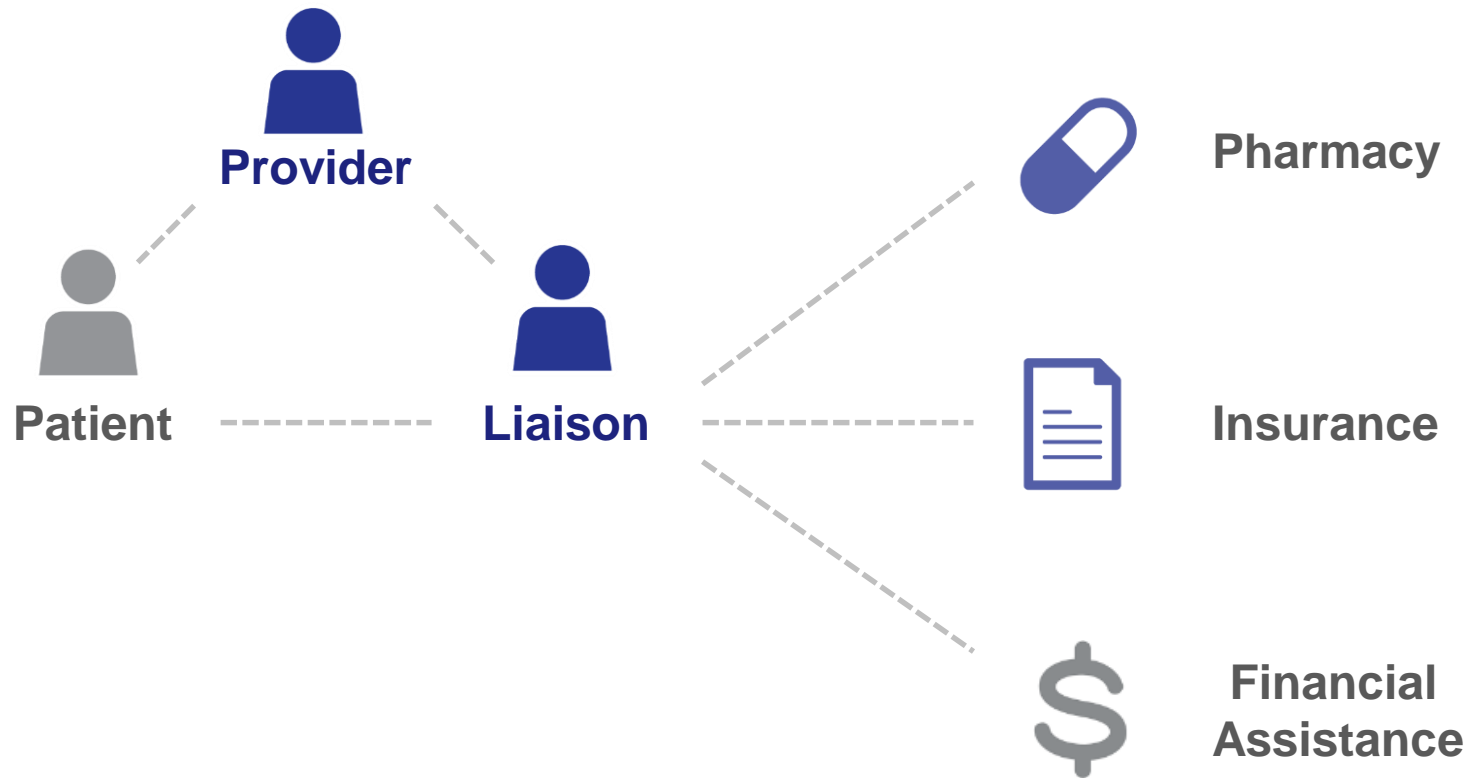 Provider
Pharmacy
Patient
Liaison
Insurance
Financial
Assistance